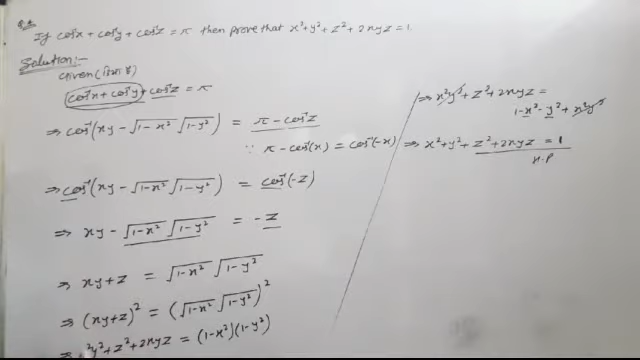 If cos⁻¹x + cos⁻¹y + cos⁻¹z = π then prove that x²+y²+z²+2xyz=1.
Solution:-
Given (दिया है)
cos⁻¹x + cos⁻¹y + cos⁻¹z = π
⇒ cos⁻¹(xy - √1-x² √1-y²) = π - cos⁻¹z
∵ π - cos⁻¹(x) = cos⁻¹(-x)
⇒ cos⁻¹(xy - √1-x² √1-y²) = cos⁻¹(-z)
⇒ xy - √1-x² √1-y² = -z
⇒ xy+z = √1-x² √1-y²
⇒ (xy+z)² = (√1-x² √1-y²)²
⇒ x²y²+z²+2xyz = (1-x²)(1-y²)
⇒ x²y²+z²+2xyz =
1-x²-y²+x²y²
⇒ x²+y²+z²+2xyz = 1
H.P